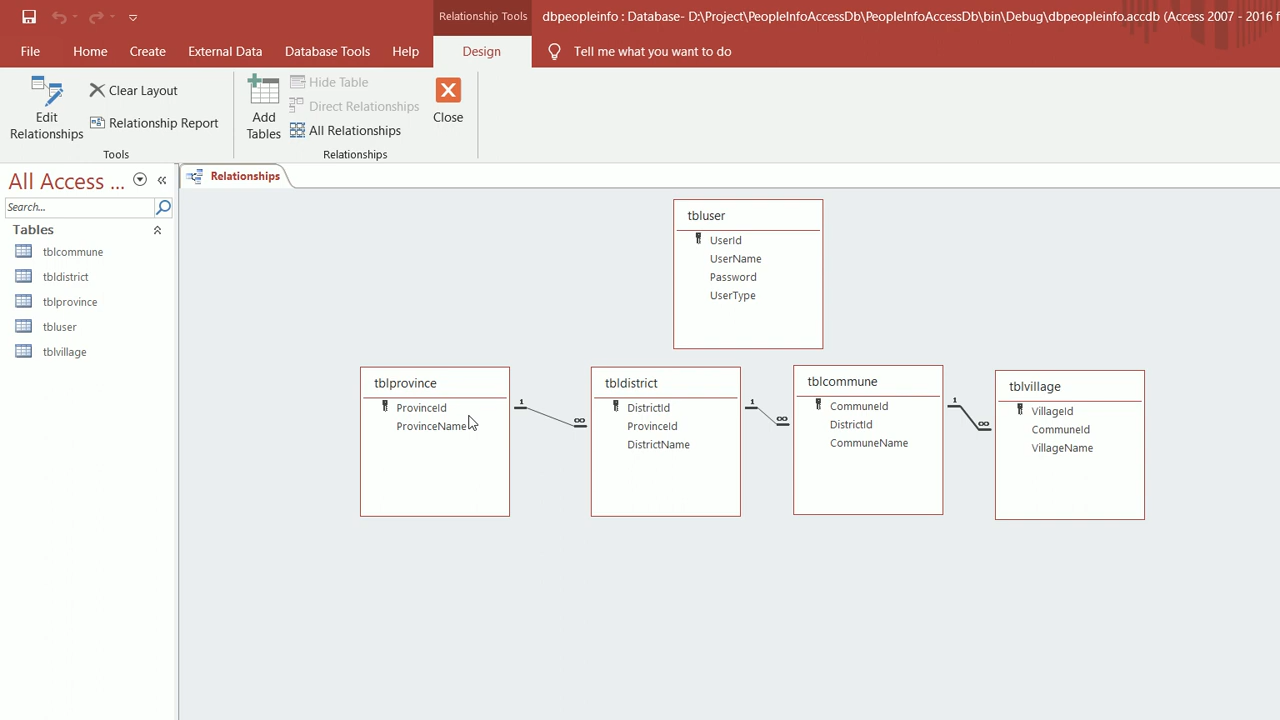 Relationship Tools
dbpeopleinfo : Database- D:\Project\PeopleInfoAccessDb\PeopleInfoAccessDb\bin\Debug\dbpeopleinfo.accdb (Access 2007 - 2016 f
File Home Create External Data Database Tools Help Design Tell me what you want to do
Edit Relationships
Clear Layout
Relationship Report
Tools
Add Tables
Hide Table
Direct Relationships
All Relationships
Close
Relationships
All Access ...
Search...
Tables
tblcommune
tbldistrict
tblprovince
tbluser
tblvillage
Relationships
tbluser
UserId
UserName
Password
UserType
tblprovince
ProvinceId
ProvinceName
1 ∞
tbldistrict
DistrictId
ProvinceId
DistrictName
1 ∞
tblcommune
CommuneId
DistrictId
CommuneName
1 ∞
tblvillage
VillageId
CommuneId
VillageName